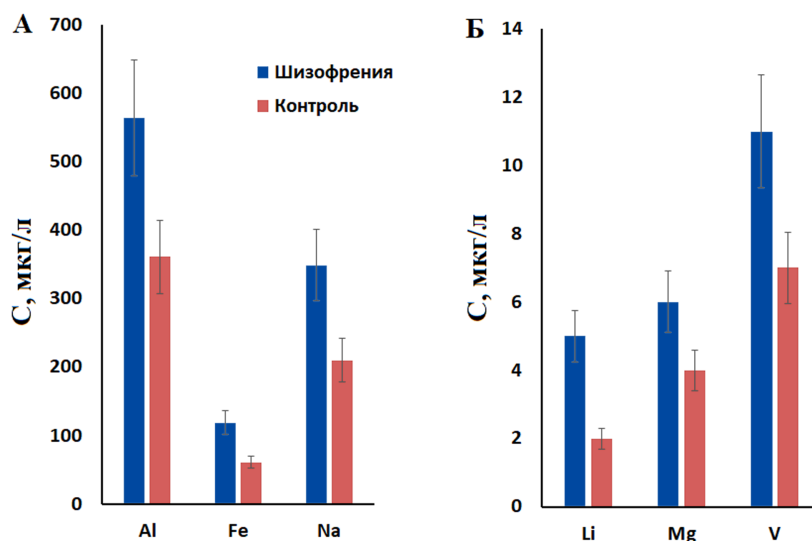 А
700
600
500
400
300
200
100
0
С, мкг/л
Шизофрения
Контроль
Al Fe Na
Б
14
12
10
8
6
4
2
0
С, мкг/л
Li Mg V